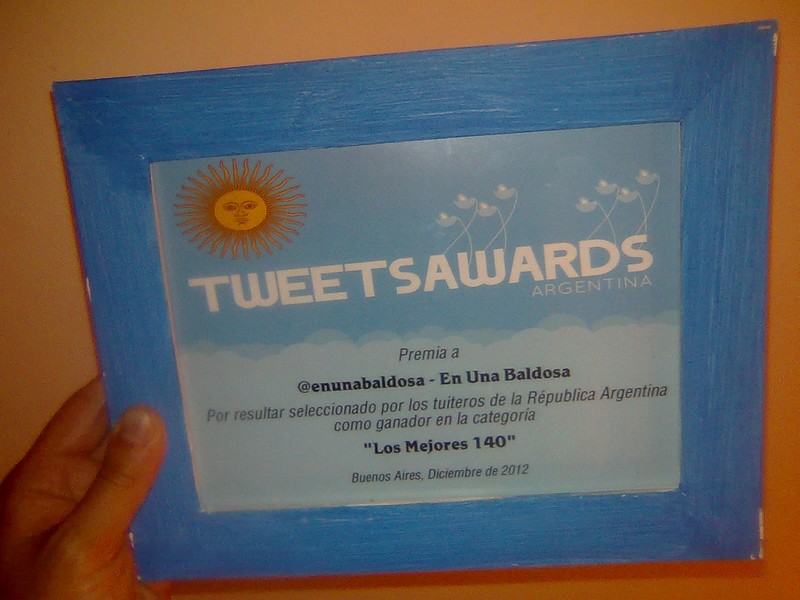 TWEETSAWARDS
ARGENTINA
Premia a
@enunabaldosa - En Una Baldosa
Por resultar seleccionado por los tuiteros de la Républica Argentina
como ganador en la categoría
"Los Mejores 140"
Buenos Aires, Diciembre de 2012